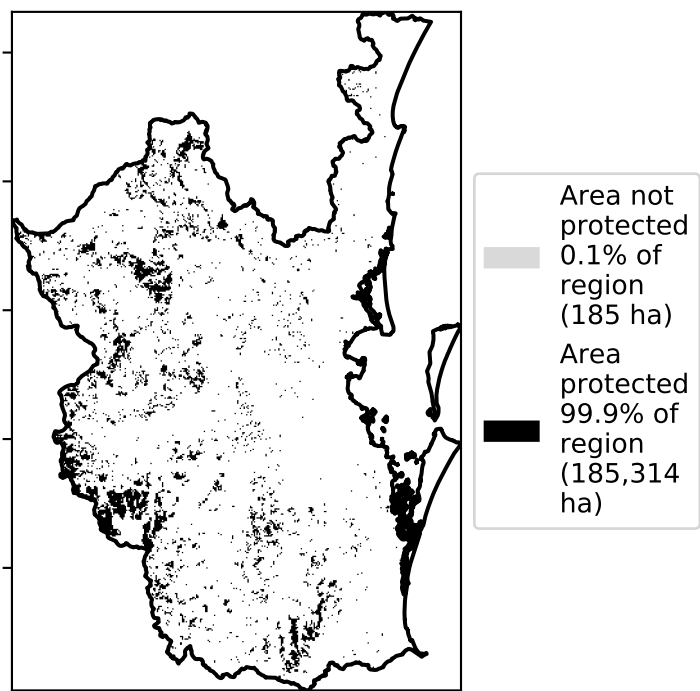 Area not
protected
0.1% of
region
(185 ha)
Area
protected
99.9% of
region
(185,314
ha)